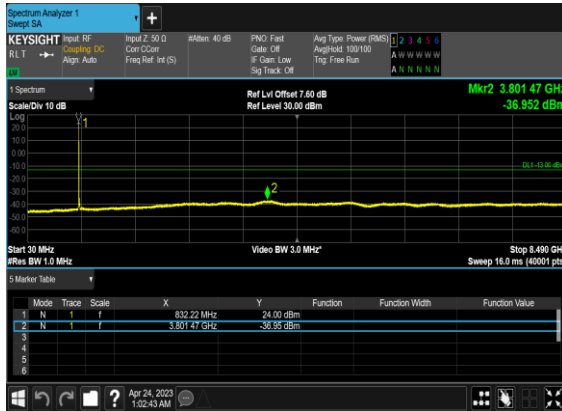 Spectrum Analyzer 1
Swept SA
+
KEYSIGHT Input: RF Input Z: 50 Ω #Atten: 40 dB PNO: Fast Avg Type: Power (RMS) 1 2 3 4 5 6
RLT Coupling: DC Corr CCorr Gate: Off Avg|Hold: 100/100 A W W W W W
Align: Auto Freq Ref: Int (S) IF Gain: Low Trig: Free Run
Sig Track: Off A N N N N N
1 Spectrum Ref Lvl Offset 7.60 dB Mkr2 3.801 47 GHz
Scale/Div 10 dB Ref Level 30.00 dBm -36.952 dBm
Log
20.0
10.0
0.00
-10.0
DL1 -13.00 dBm
-20.0
-30.0
-40.0
-50.0
-60.0
1
2
Start 30 MHz Video BW 3.0 MHz* Stop 8.490 GHz
#Res BW 1.0 MHz Sweep 16.0 ms (40001 pts)
5 Marker Table
Mode Trace Scale X Y Function Function Width Function Value
1 N 1 f 832.22 MHz 24.00 dBm
2 N 1 f 3.801 47 GHz -36.95 dBm
3
4
5
6
? Apr 24, 2023
1:02:43 AM